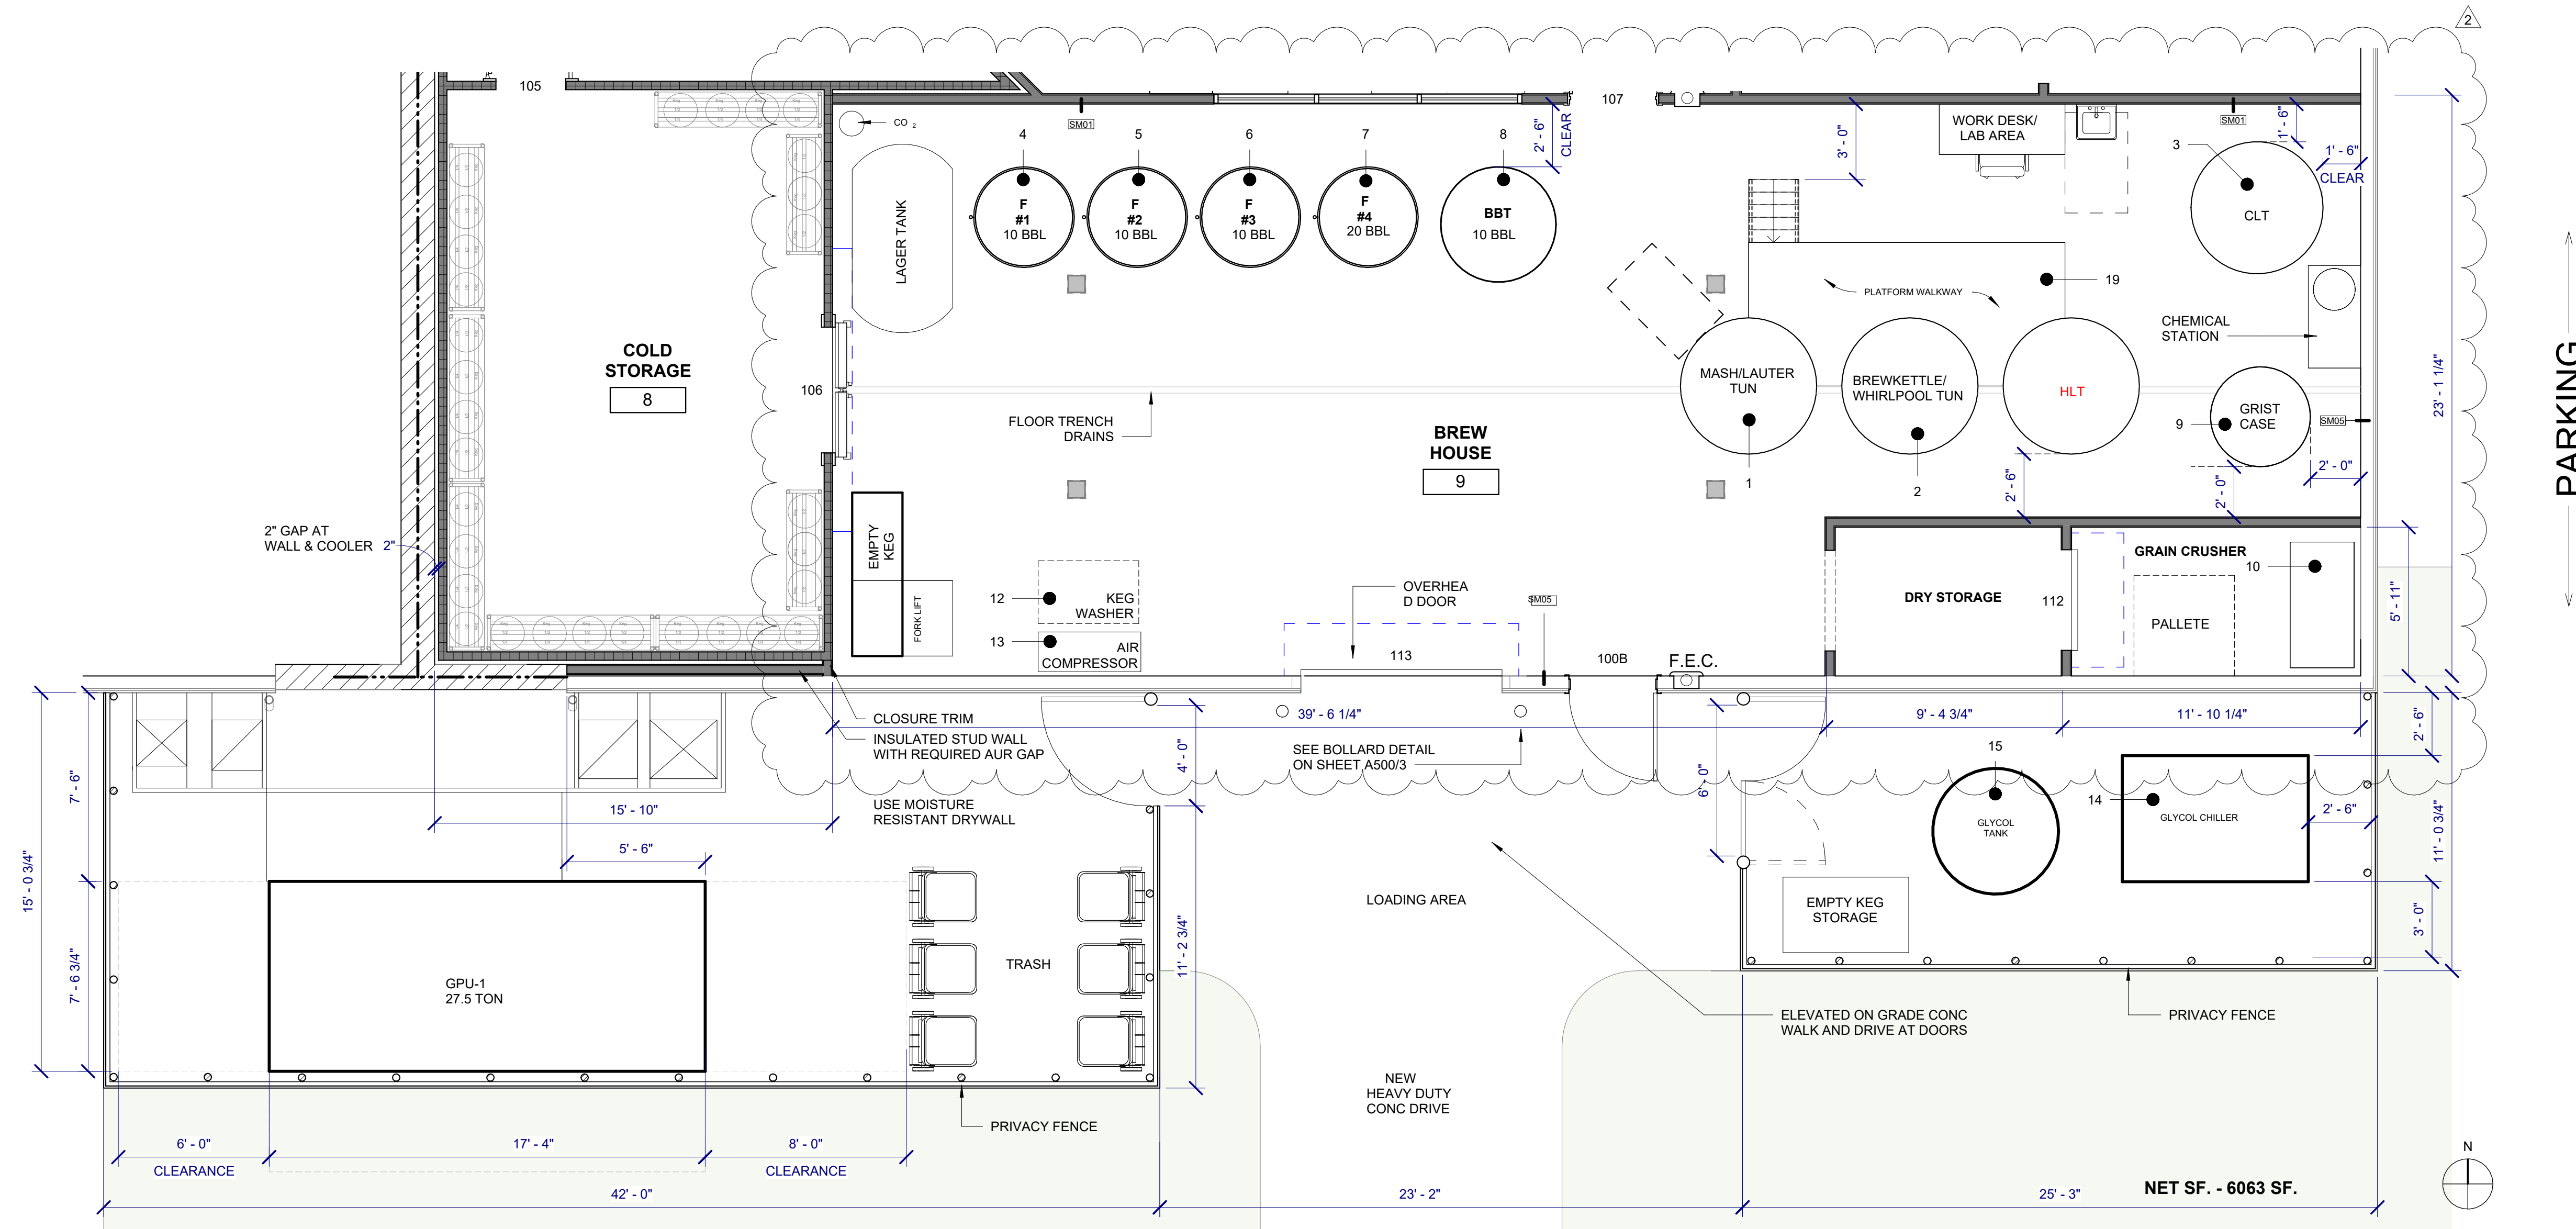 2
105
107
CO 2
4
SM01
5
6
7
8
2' - 6"
CLEAR
3' - 0"
WORK DESK/
LAB AREA
SM01
1' - 6"
3
1' - 6"
CLEAR
F
#1
10 BBL
F
#2
10 BBL
F
#3
10 BBL
F
#4
20 BBL
BBT
10 BBL
CLT
LAGER TANK
PLATFORM WALKWAY
19
CHEMICAL
STATION
COLD
STORAGE
8
106
MASH/LAUTER
TUN
BREWKETTLE/
WHIRLPOOL TUN
HLT
GRIST
CASE
9
SM05
23' - 1 1/4"
PARKING
FLOOR TRENCH
DRAINS
BREW
HOUSE
9
1
2
2' - 6"
2' - 0"
2' - 0"
2" GAP AT
WALL & COOLER
2"
EMPTY
KEG
FORK LIFT
12
KEG
WASHER
13
AIR
COMPRESSOR
OVERHEA
D DOOR
SM05
113
100B
F.E.C.
DRY STORAGE
112
GRAIN CRUSHER
10
PALLETE
5' - 11"
CLOSURE TRIM
INSULATED STUD WALL
WITH REQUIRED AUR GAP
USE MOISTURE
RESISTANT DRYWALL
39' - 6 1/4"
9' - 4 3/4"
11' - 10 1/4"
2' - 6"
SEE BOLLARD DETAIL
ON SHEET A500/3
4' - 0"
6' - 0"
15
GLYCOL
TANK
14
GLYCOL CHILLER
2' - 6"
11' - 0 3/4"
7' - 6"
15' - 10"
5' - 6"
15' - 0 3/4"
7' - 6 3/4"
GPU-1
27.5 TON
TRASH
11' - 2 3/4"
LOADING AREA
EMPTY KEG
STORAGE
3' - 0"
ELEVATED ON GRADE CONC
WALK AND DRIVE AT DOORS
PRIVACY FENCE
NEW
HEAVY DUTY
CONC DRIVE
PRIVACY FENCE
6' - 0"
CLEARANCE
17' - 4"
8' - 0"
CLEARANCE
42' - 0"
23' - 2"
25' - 3"
NET SF. - 6063 SF.
N